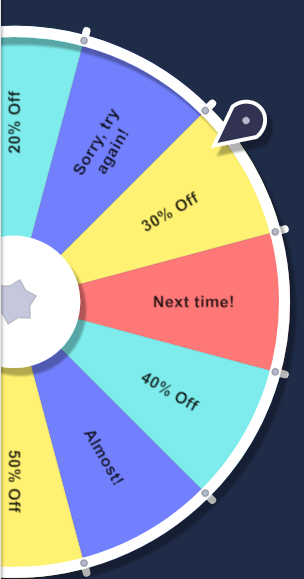 20% Off
Sorry, try
again!
30% Off
Next time!
40% Off
Almost!
50% Off